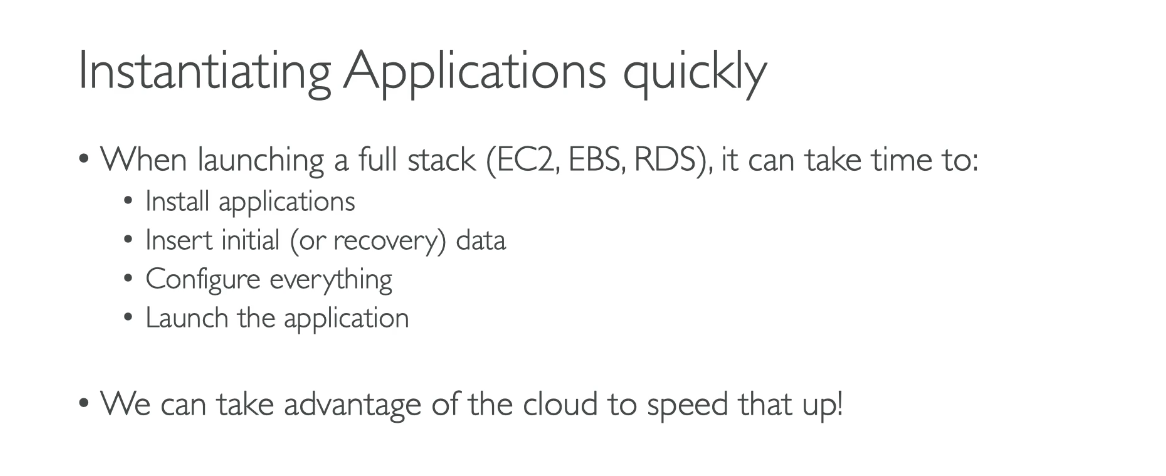 Instantiating Applications quickly
• When launching a full stack (EC2, EBS, RDS), it can take time to:
• Install applications
• Insert initial (or recovery) data
• Configure everything
• Launch the application
• We can take advantage of the cloud to speed that up!